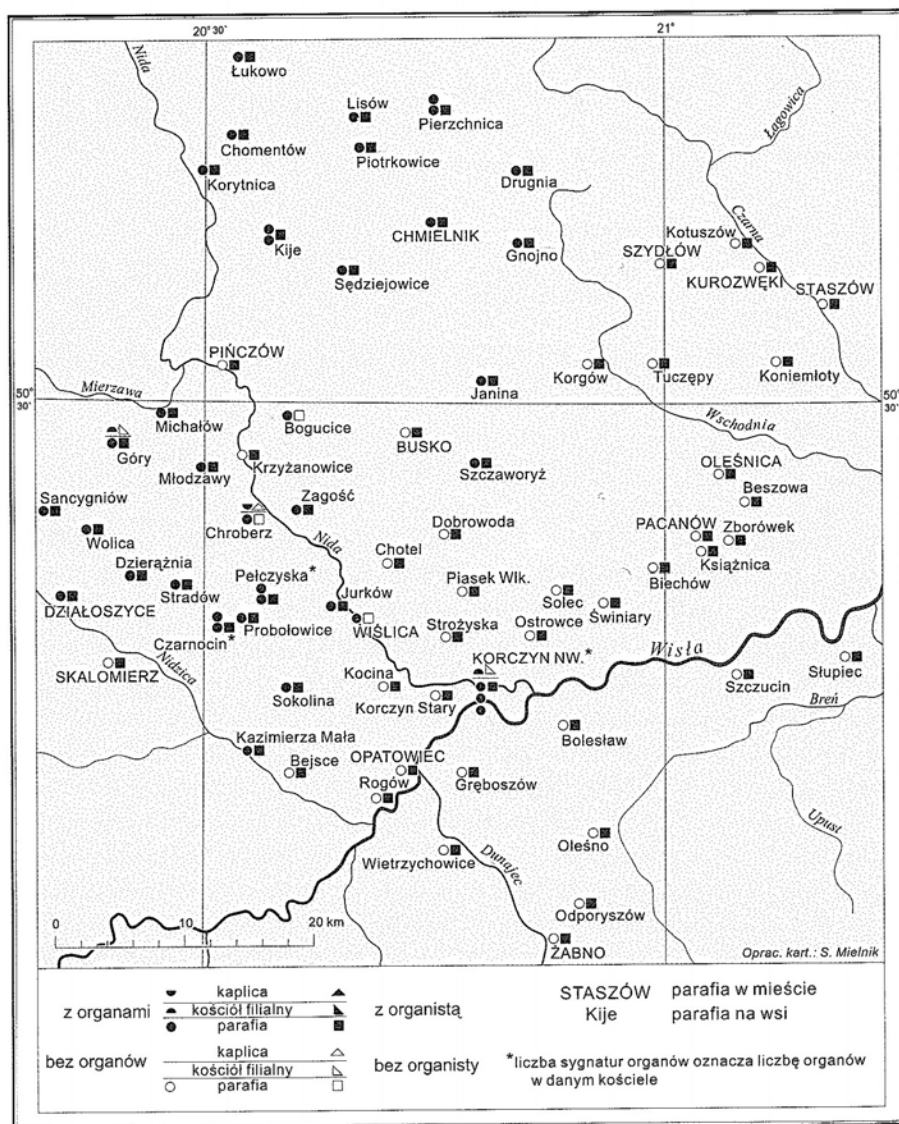 20° 30'
21°
Nida
Łukowo
Lisów
Pierzchnica
Łagowica
Chomentów
Piotrkowice
Korytnica
Drugnia
Czarna
CHMIELNIK
Kotuszów
Kije
Gnojno
SZYDŁÓW
KUROZWĘKI
Sędziejowice
STASZÓW
PIŃCZÓW
Mierzawa
Korgów
Tuczępy
Koniemłoty
Janina
50°
30'
50°
30'
Michałów
Bogucice
Wschodnia
BUSKO
Góry
Krzyżanowice
Szczaworyż
OLEŚNICA
Młodzawy
Beszowa
Sancygniów
Zagość
Chroberz
Nida
Dobrowoda
PACANÓW
Zborówek
Wolica
Chotel
Książnica
Dzierążnia
Pełczyska*
Piasek Wlk.
Biechów
Stradów
Jurków
Solec
DZIAŁOSZYCE
Świniary
Czarnocin*
Probołowice
WIŚLICA
Strożyska
Ostrowce
Wisła
Nidzica
KORCZYN NW.*
SKALOMIERZ
Kocina
Słupiec
Szczucin
Sokolina
Korczyn Stary
Breń
Bolesław
Kazimierza Mała
Bejsce
OPATOWIEC
Rogów
Gręboszów
Upust
Oleśno
Wietrzychowice
Dunajec
Odporyszów
0 10 20 km
ŻABNO
Oprac. kart.: S. Mielnik
z organami
kaplica
kościół filialny
parafia
z organistą
STASZÓW parafia w mieście
Kije parafia na wsi
bez organów
kaplica
kościół filialny
parafia
bez organisty
*liczba sygnatur organów oznacza liczbę organów
w danym kościele